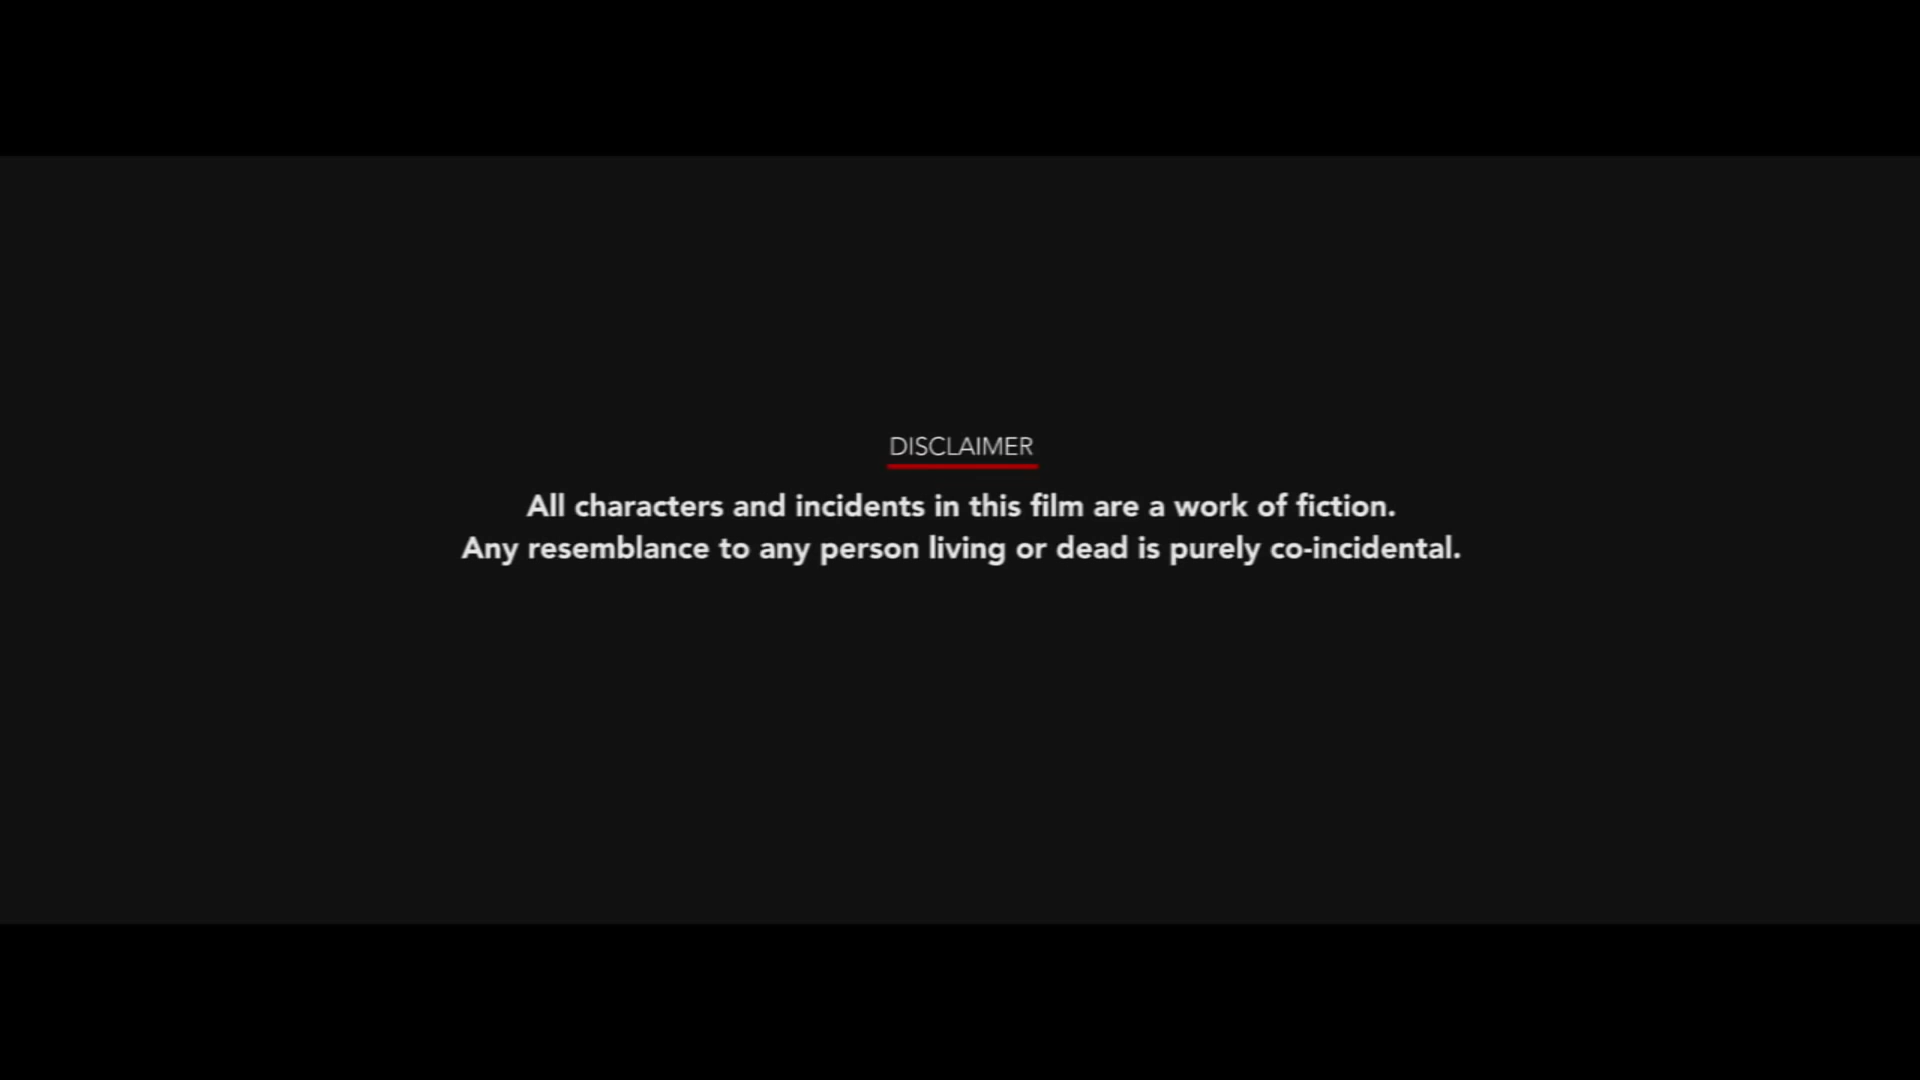 DISCLAIMER
All characters and incidents in this film are a work of fiction.
Any resemblance to any person living or dead is purely co-incidental.